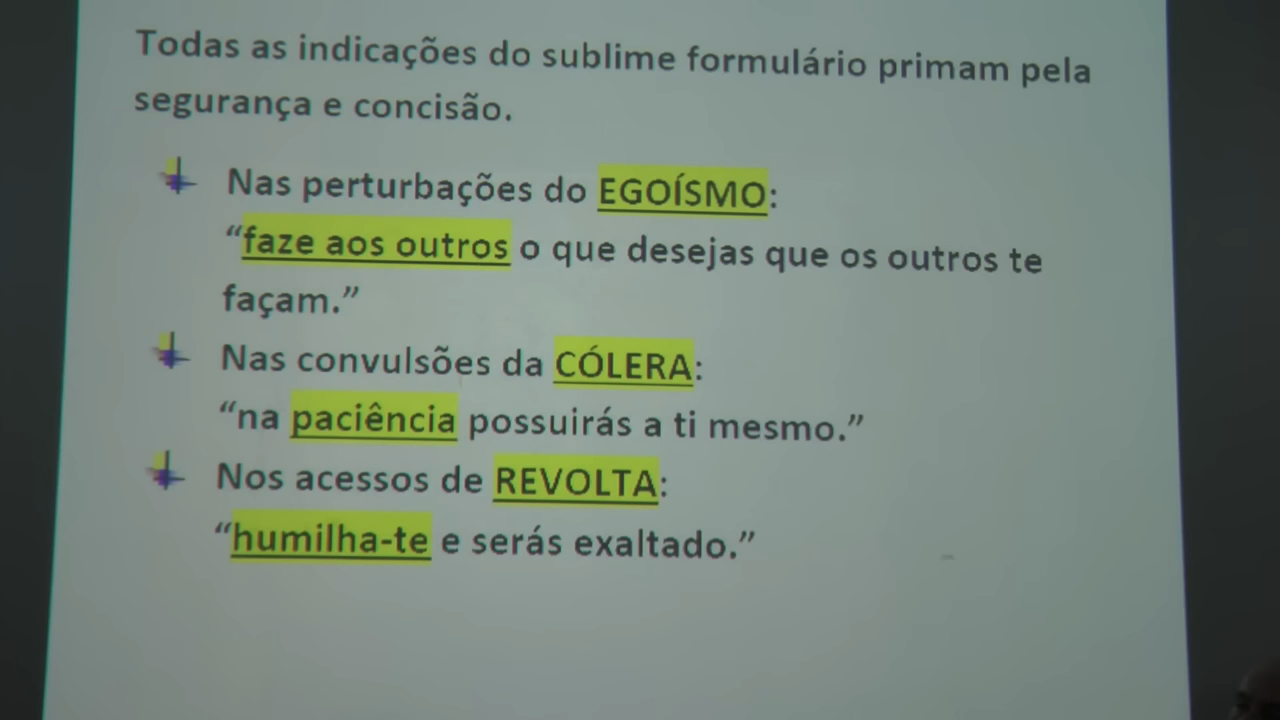 Todas as indicações do sublime formulário primam pela
segurança e concisão.
Nas perturbações do EGOÍSMO:
“faze aos outros o que desejas que os outros te
façam.”
Nas convulsões da CÓLERA:
“na paciência possuirás a ti mesmo.”
Nos acessos de REVOLTA:
“humilha-te e serás exaltado.”